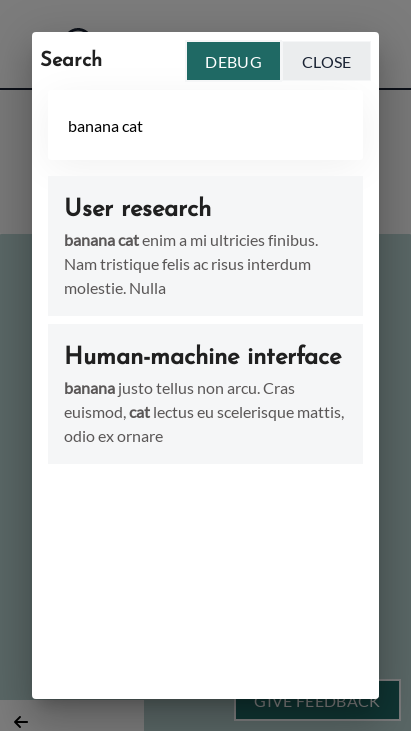 Search
DEBUG
CLOSE
banana cat
User research
banana cat enim a mi ultricies finibus.
Nam tristique felis ac risus interdum
molestie. Nulla
Human-machine interface
banana justo tellus non arcu. Cras
euismod, cat lectus eu scelerisque mattis,
odio ex ornare
GIVE FEEDBACK